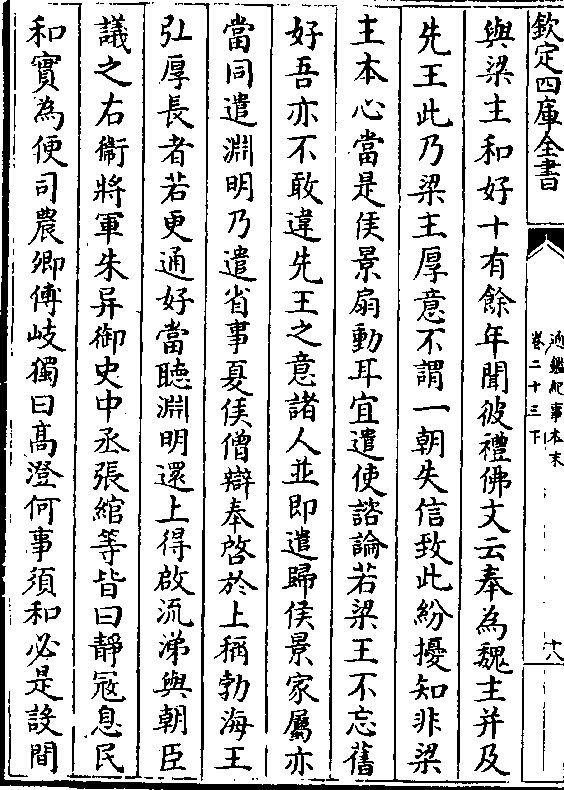 欽定四庫全書
通鑑紀事本末
卷二十三下
十八
與梁主和好十有餘年聞彼禮佛文云奉為魏主并及
先王此乃梁主厚意不謂一朝失信致此紛擾知非梁
主本心當是侯景扇動耳宜遣使諮論若梁王不忘舊
好吾亦不敢違先王之意諸人並即遣歸侯景家屬亦
當同遣淵明乃遣省事夏侯僧辯奉啓於上稱勃海王
弘厚長者若更通好當聽淵明還上得啟流涕與朝臣
議之右衞將軍朱异御史中丞張綰等皆曰靜寇息民
和實為便司農卿傅岐獨曰高澄何事須和必是設間